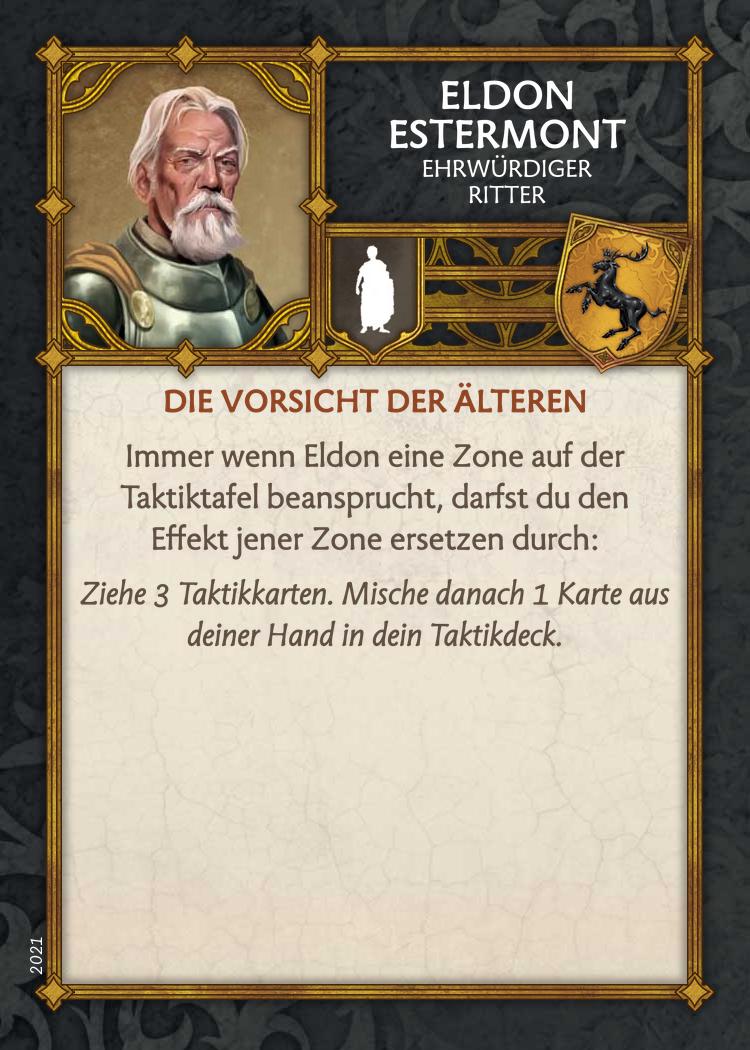 ELDON
ESTERMONT
EHRWÜRDIGER
RITTER
DIE VORSICHT DER ÄLTEREN
Immer wenn Eldon eine Zone auf der
Taktiktafel beansprucht, darfst du den
Effekt jener Zone ersetzen durch:
Ziehe 3 Taktikkarten. Mische danach 1 Karte aus
deiner Hand in dein Taktikdeck.
2021